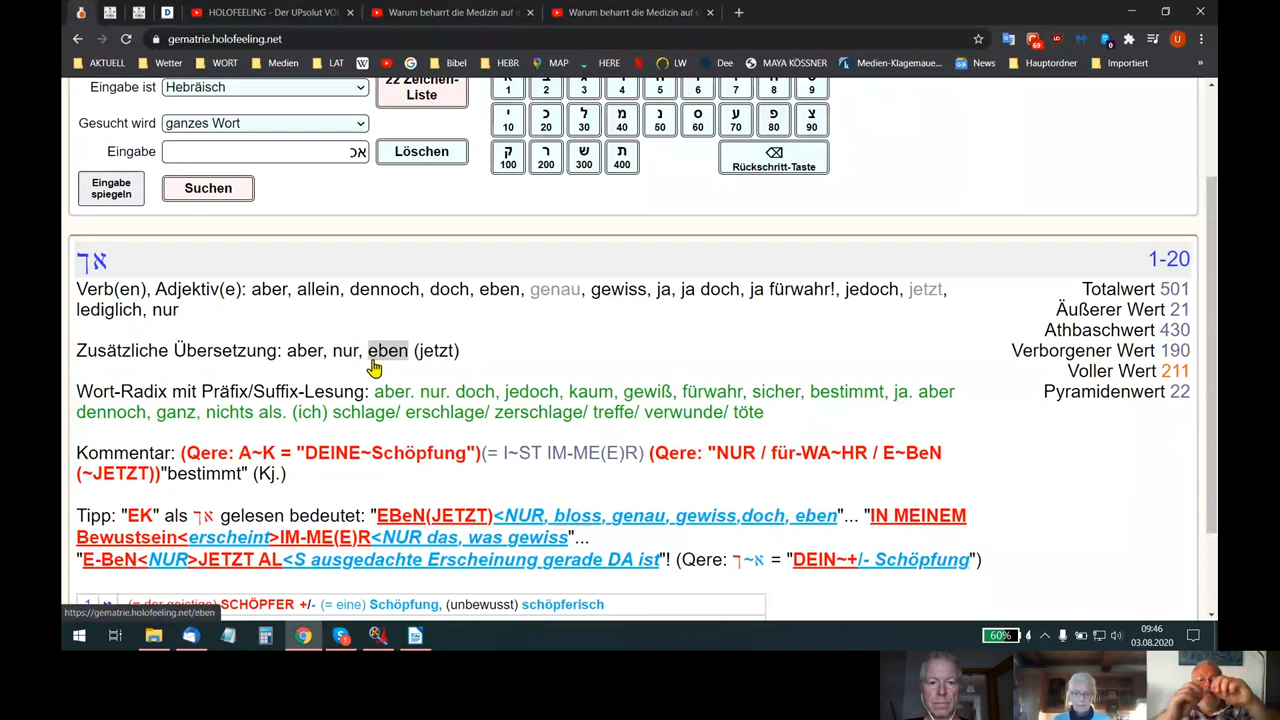 HOLOFEELING - Der UPsolut VOL
Warum beharrt die Medizin auf d
Warum beharrt die Medizin auf c
gematrie.holofeeling.net
69
0
U
AKTUELL
Wetter
WORT
Medien
LAT
Bibel
HEBR
MAP
HERE
LW
Dee
MAYA KÖSSNER
Medien-Klagemaue...
News
Hauptordner
Importiert
»
Eingabe ist
Hebräisch
22 Zeichen-
Liste
1 2 3 4 5 6 7 8 9
Gesucht wird
ganzes Wort
י כ ל מ נ ס ע פ צ
10 20 30 40 50 60 70 80 90
Eingabe
אכ
Löschen
ק ר ש ת
100 200 300 400
Rückschritt-Taste
Eingabe
spiegeln
Suchen
אך
1-20
Verb(en), Adjektiv(e): aber, allein, dennoch, doch, eben, genau, gewiss, ja, ja doch, ja fürwahr!, jedoch, jetzt,
lediglich, nur
Totalwert 501
Äußerer Wert 21
Athbaschwert 430
Verborgener Wert 190
Voller Wert 211
Pyramidenwert 22
Zusätzliche Übersetzung: aber, nur, eben (jetzt)
Wort-Radix mit Präfix/Suffix-Lesung: aber. nur. doch, jedoch, kaum, gewiß, fürwahr, sicher, bestimmt, ja. aber
dennoch, ganz, nichts als. (ich) schlage/ erschlage/ zerschlage/ treffe/ verwunde/ töte
Kommentar: (Qere: A~K = "DEINE~Schöpfung")(= I~ST IM-ME(E)R) (Qere: "NUR / für-WA~HR / E~BeN
(~JETZT))"bestimmt" (Kj.)
Tipp: "EK" als אך gelesen bedeutet: "EBeN(JETZT)<NUR, bloss, genau, gewiss,doch, eben"... "IN MEINEM
Bewustsein<erscheint>IM-ME(E)R<NUR das, was gewiss"...
"E-BeN<NUR>JETZT AL<S ausgedachte Erscheinung gerade DA ist"! (Qere: א~ך = "DEIN~+/- Schöpfung")
1 א (= der geistige) SCHÖPFER +/- (= eine) Schöpfung, (unbewusst) schöpferisch
https://gematrie.holofeeling.net/eben
60%
09:46
03.08.2020